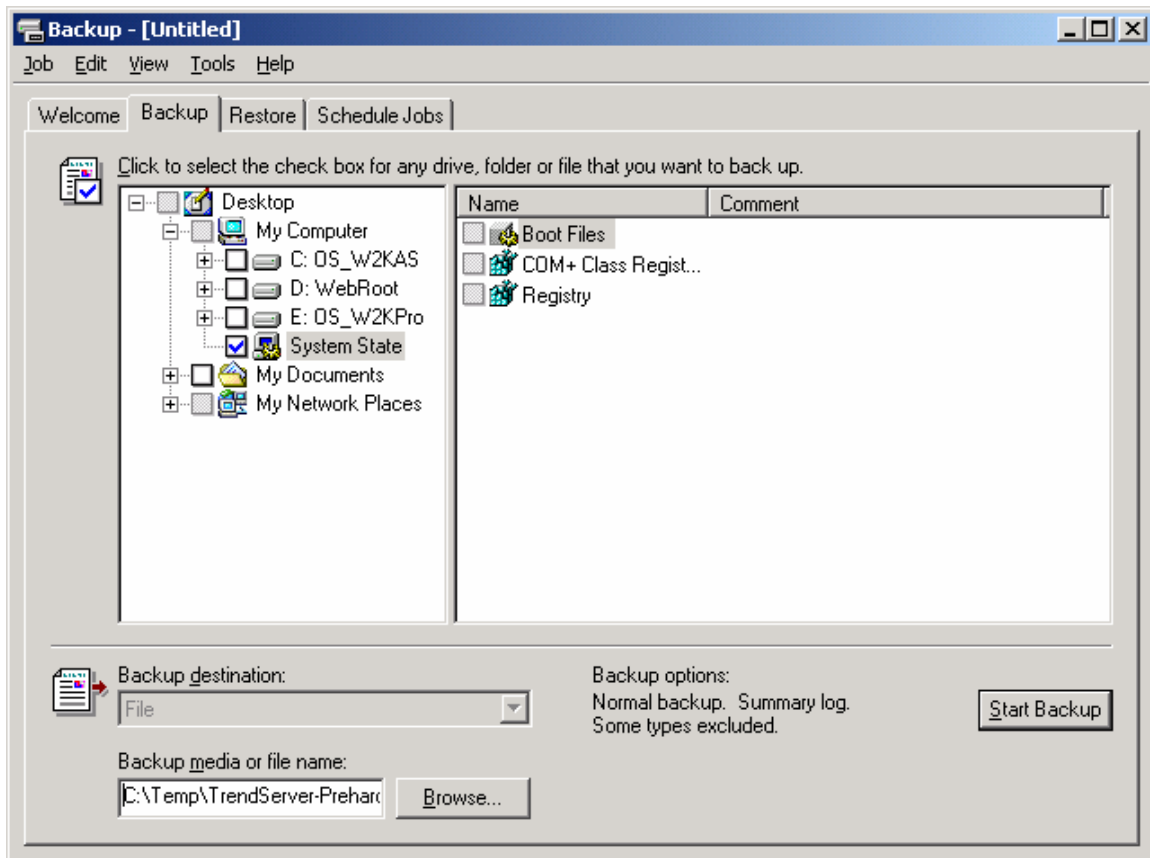 Backup - [Untitled]
Job Edit View Tools Help
Welcome Backup Restore Schedule Jobs
Click to select the check box for any drive, folder or file that you want to back up.
Desktop
My Computer
C: OS_W2KAS
D: WebRoot
E: OS_W2KPro
System State
My Documents
My Network Places
Name Comment
Boot Files
COM+ Class Regist...
Registry
Backup destination:
File
Backup media or file name:
C:\Temp\TrendServer-Prehard
Browse...
Backup options:
Normal backup. Summary log.
Some types excluded.
Start Backup